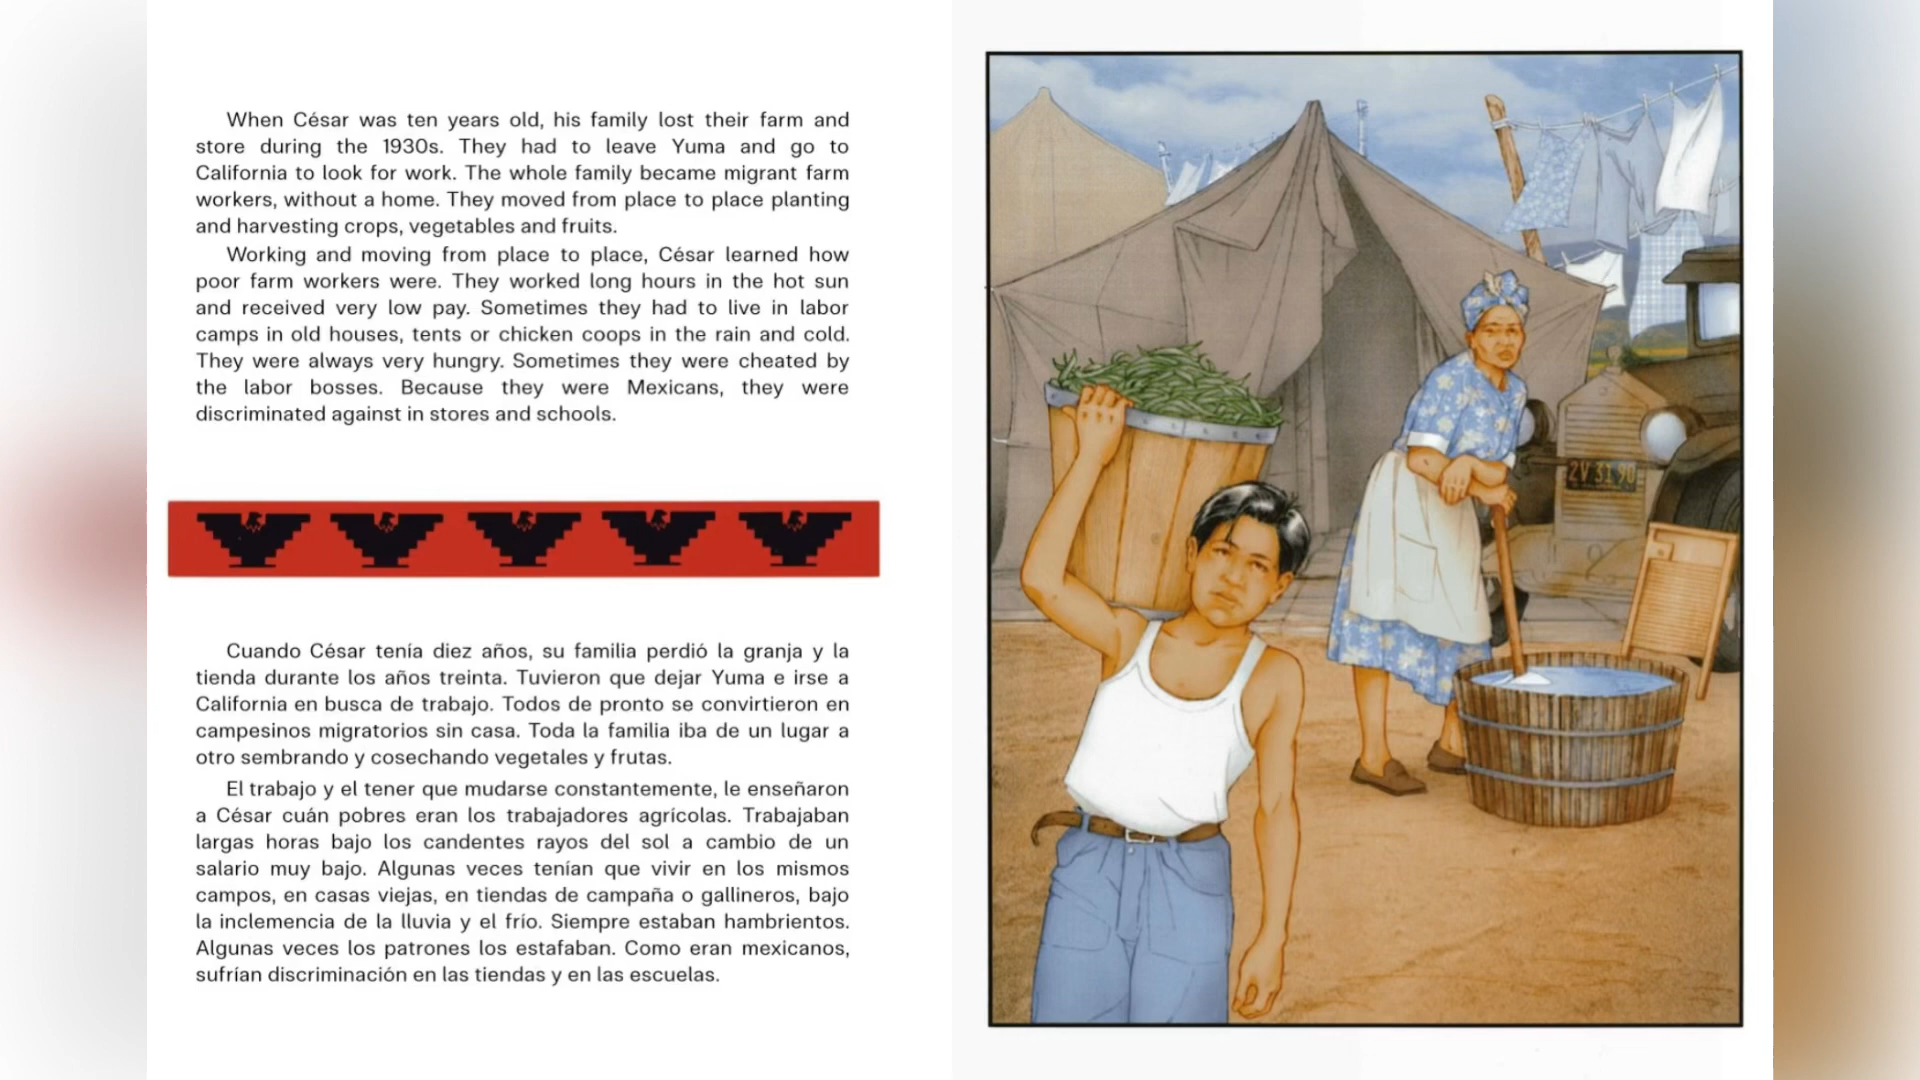 When César was ten years old, his family lost their farm and
store during the 1930s. They had to leave Yuma and go to
California to look for work. The whole family became migrant farm
workers, without a home. They moved from place to place planting
and harvesting crops, vegetables and fruits.
Working and moving from place to place, César learned how
poor farm workers were. They worked long hours in the hot sun
and received very low pay. Sometimes they had to live in labor
camps in old houses, tents or chicken coops in the rain and cold.
They were always very hungry. Sometimes they were cheated by
the labor bosses. Because they were Mexicans, they were
discriminated against in stores and schools.
Cuando César tenía diez años, su familia perdió la granja y la
tienda durante los años treinta. Tuvieron que dejar Yuma e irse a
California en busca de trabajo. Todos de pronto se convirtieron en
campesinos migratorios sin casa. Toda la familia iba de un lugar a
otro sembrando y cosechando vegetales y frutas.
El trabajo y el tener que mudarse constantemente, le enseñaron
a César cuán pobres eran los trabajadores agrícolas. Trabajaban
largas horas bajo los candentes rayos del sol a cambio de un
salario muy bajo. Algunas veces tenían que vivir en los mismos
campos, en casas viejas, en tiendas de campaña o gallineros, bajo
la inclemencia de la lluvia y el frío. Siempre estaban hambrientos.
Algunas veces los patrones los estafaban. Como eran mexicanos,
sufrían discriminación en las tiendas y en las escuelas.
2V 31 90